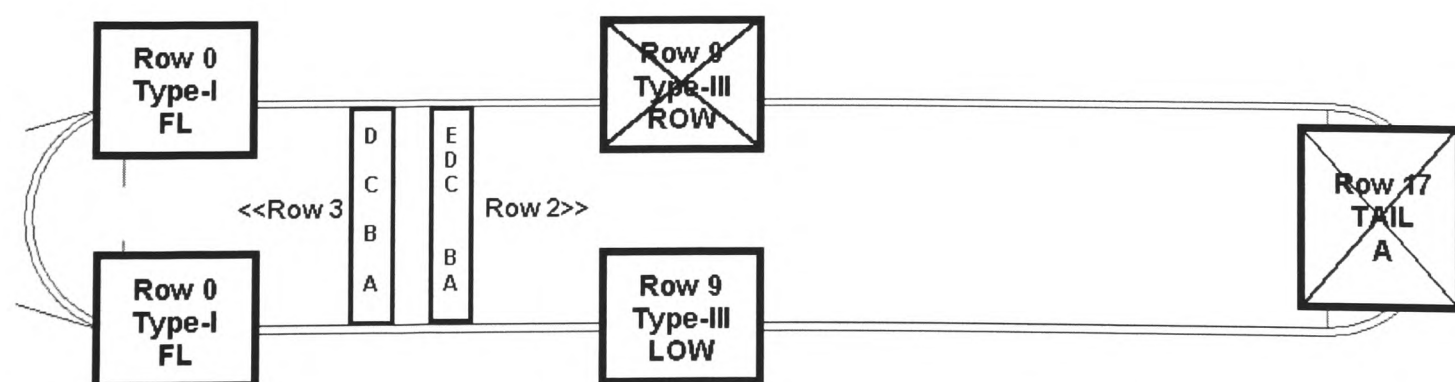 Row 0
Type-I
FL
Row 9
Type-III
ROW
D
C
B
A
E
D
C
B
A
<<Row 3
Row 2>>
Row 17
TAIL
A
Row 0
Type-I
FL
Row 9
Type-III
LOW